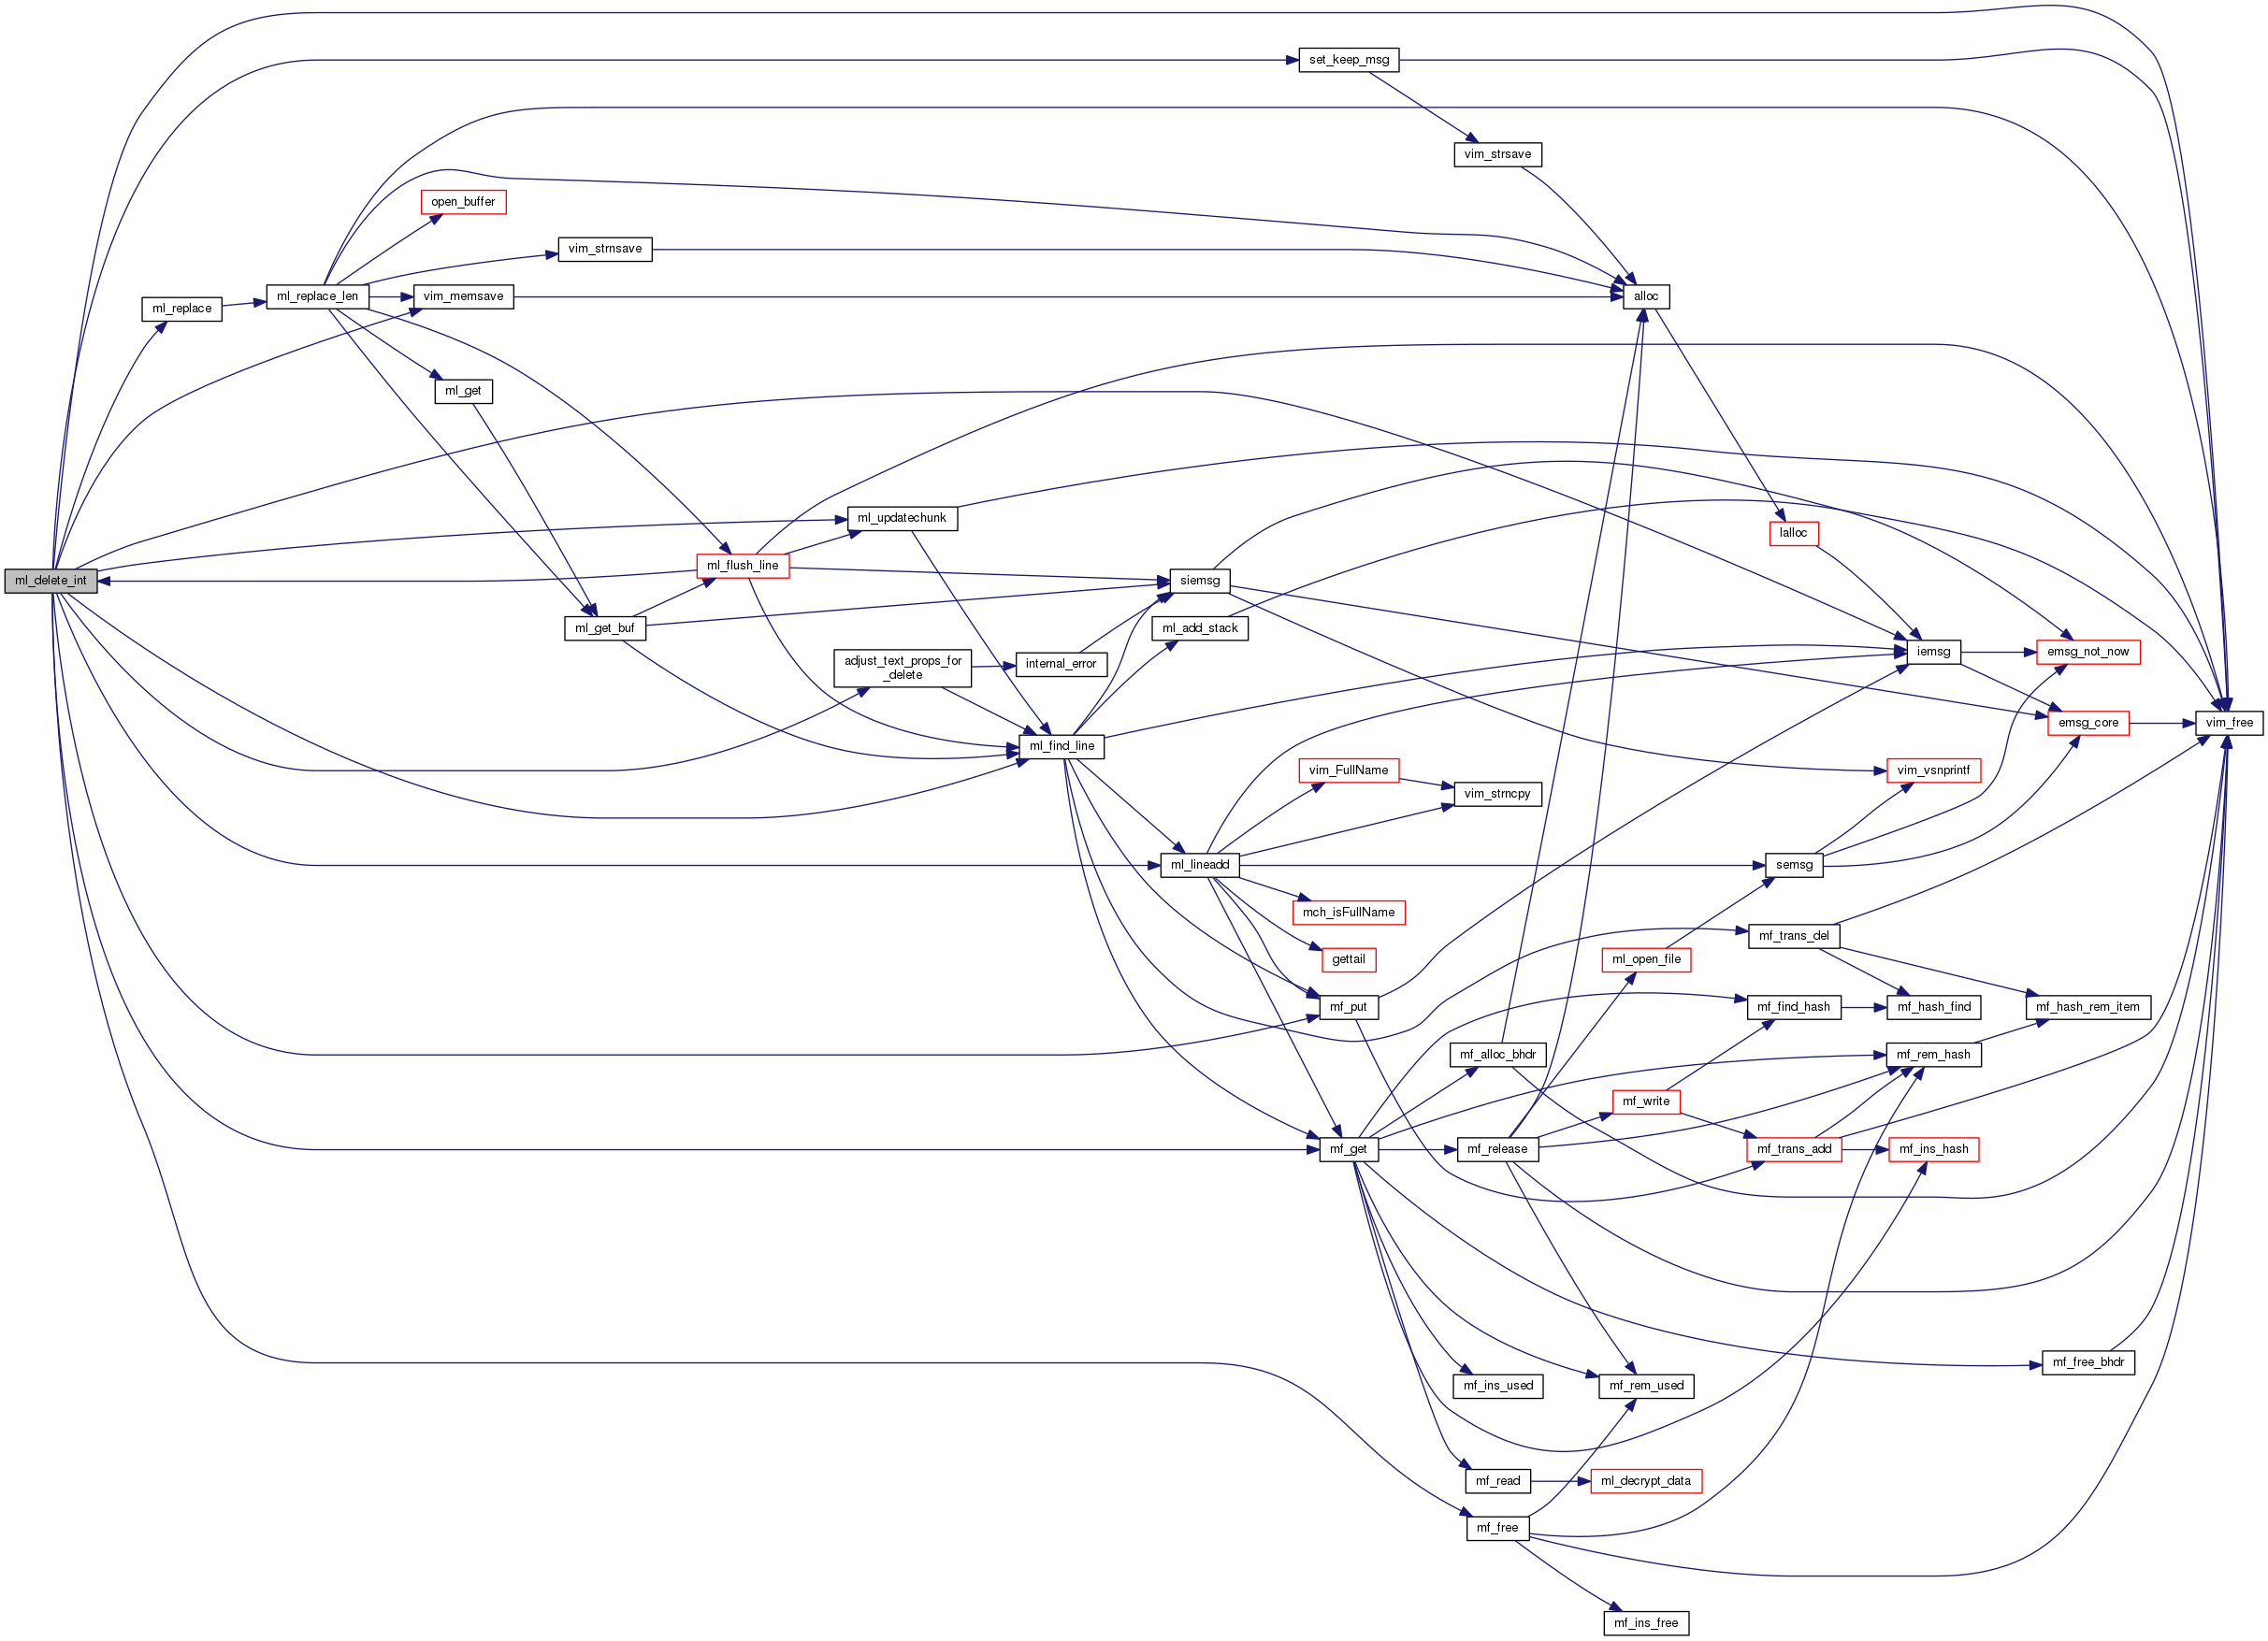 set_keep_msg
vim_strsave
open_buffer
vim_strnsave
ml_replace
ml_replace_len
vim_memsave
alloc
ml_get
ml_updatechunk
lalloc
ml_delete_int
ml_flush_line
siemsg
ml_get_buf
ml_add_stack
adjust_text_props_for
_delete
internal_error
iemsg
emsg_not_now
emsg_core
vim_free
ml_find_line
vim_FullName
vim_strncpy
vim_vsnprintf
ml_lineadd
semsg
mch_isFullName
mf_trans_del
gettail
ml_open_file
mf_put
mf_find_hash
mf_hash_find
mf_hash_rem_item
mf_alloc_bhdr
mf_rem_hash
mf_write
mf_get
mf_release
mf_trans_add
mf_ins_hash
mf_free_bhdr
mf_ins_used
mf_rem_used
mf_read
ml_decrypt_data
mf_free
mf_ins_free